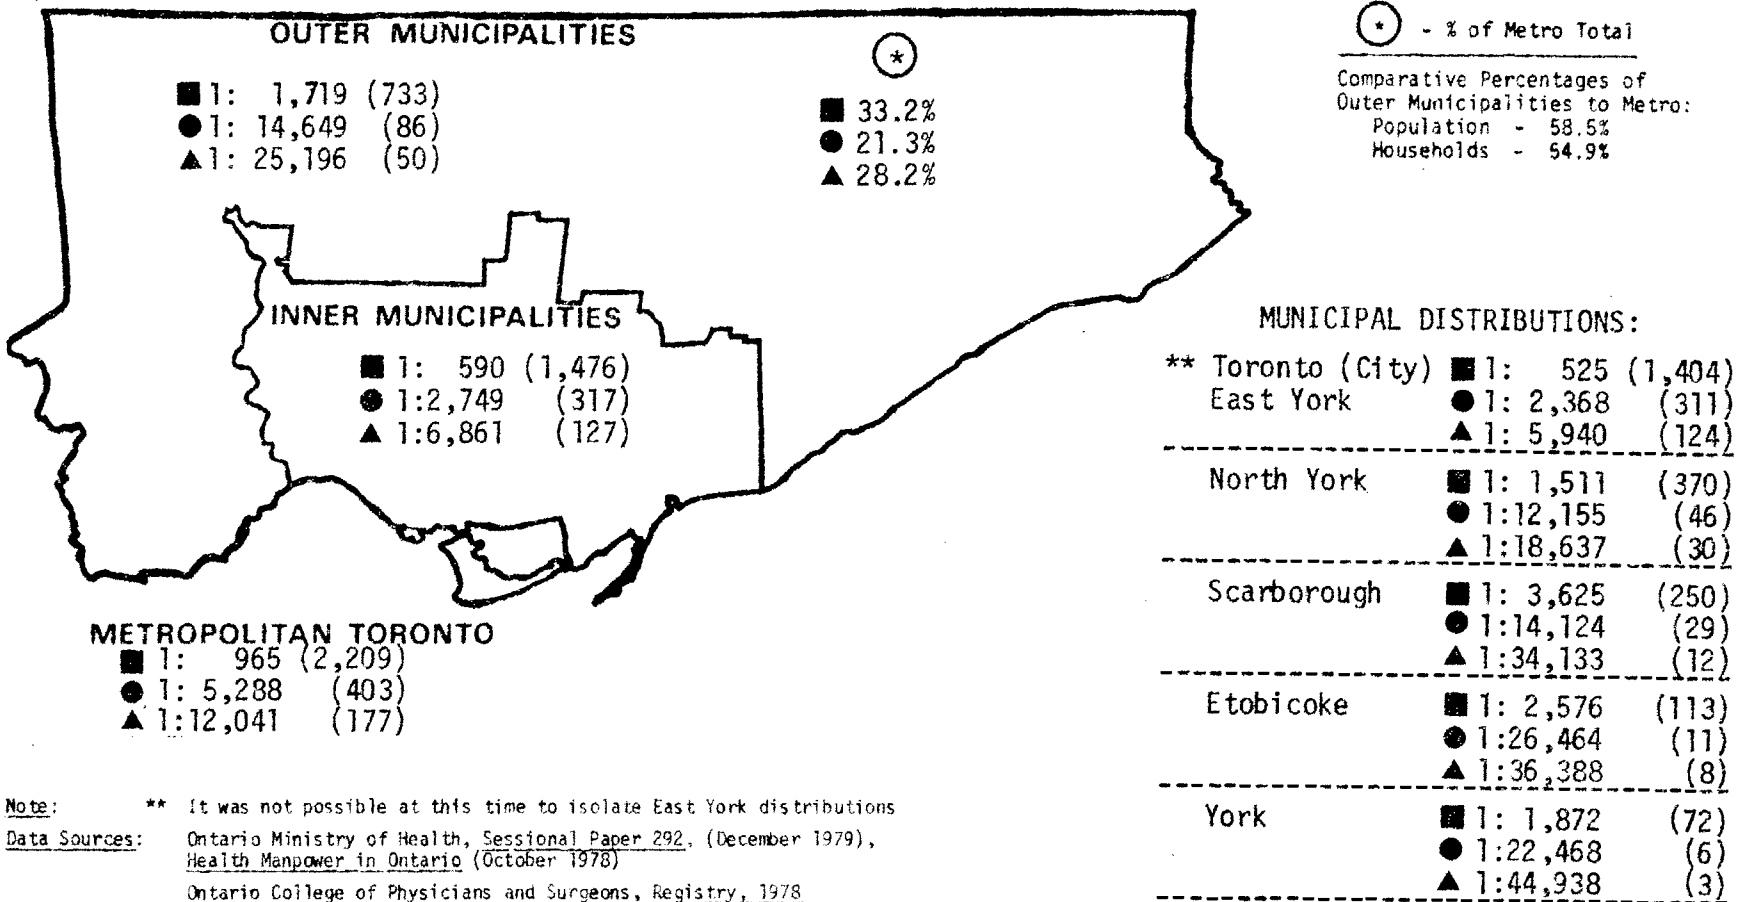 OUTER MUNICIPALITIES
■ 1: 1,719 (733)
● 1: 14,649 (86)
▲ 1: 25,196 (50)
(*)
■ 33.2%
● 21.3%
▲ 28.2%
(*) - % of Metro Total
Comparative Percentages of
Outer Municipalities to Metro:
Population - 58.5%
Households - 54.9%
INNER MUNICIPALITIES
■ 1: 590 (1,476)
● 1:2,749 (317)
▲ 1:6,861 (127)
METROPOLITAN TORONTO
■ 1: 965 (2,209)
● 1: 5,288 (403)
▲ 1:12,041 (177)
MUNICIPAL DISTRIBUTIONS:
** Toronto (City) ■ 1: 525 (1,404)
East York ● 1: 2,368 (311)
▲ 1: 5,940 (124)
North York ■ 1: 1,511 (370)
● 1:12,155 (46)
▲ 1:18,637 (30)
Scarborough ■ 1: 3,625 (250)
● 1:14,124 (29)
▲ 1:34,133 (12)
Etobicoke ■ 1: 2,576 (113)
● 1:26,464 (11)
▲ 1:36,388 (8)
York ■ 1: 1,872 (72)
● 1:22,468 (6)
▲ 1:44,938 (3)
Note: ** It was not possible at this time to isolate East York distributions
Data Sources: Ontario Ministry of Health, Sessional Paper 292, (December 1979),
Health Manpower in Ontario (October 1978)
Ontario College of Physicians and Surgeons, Registry, 1978